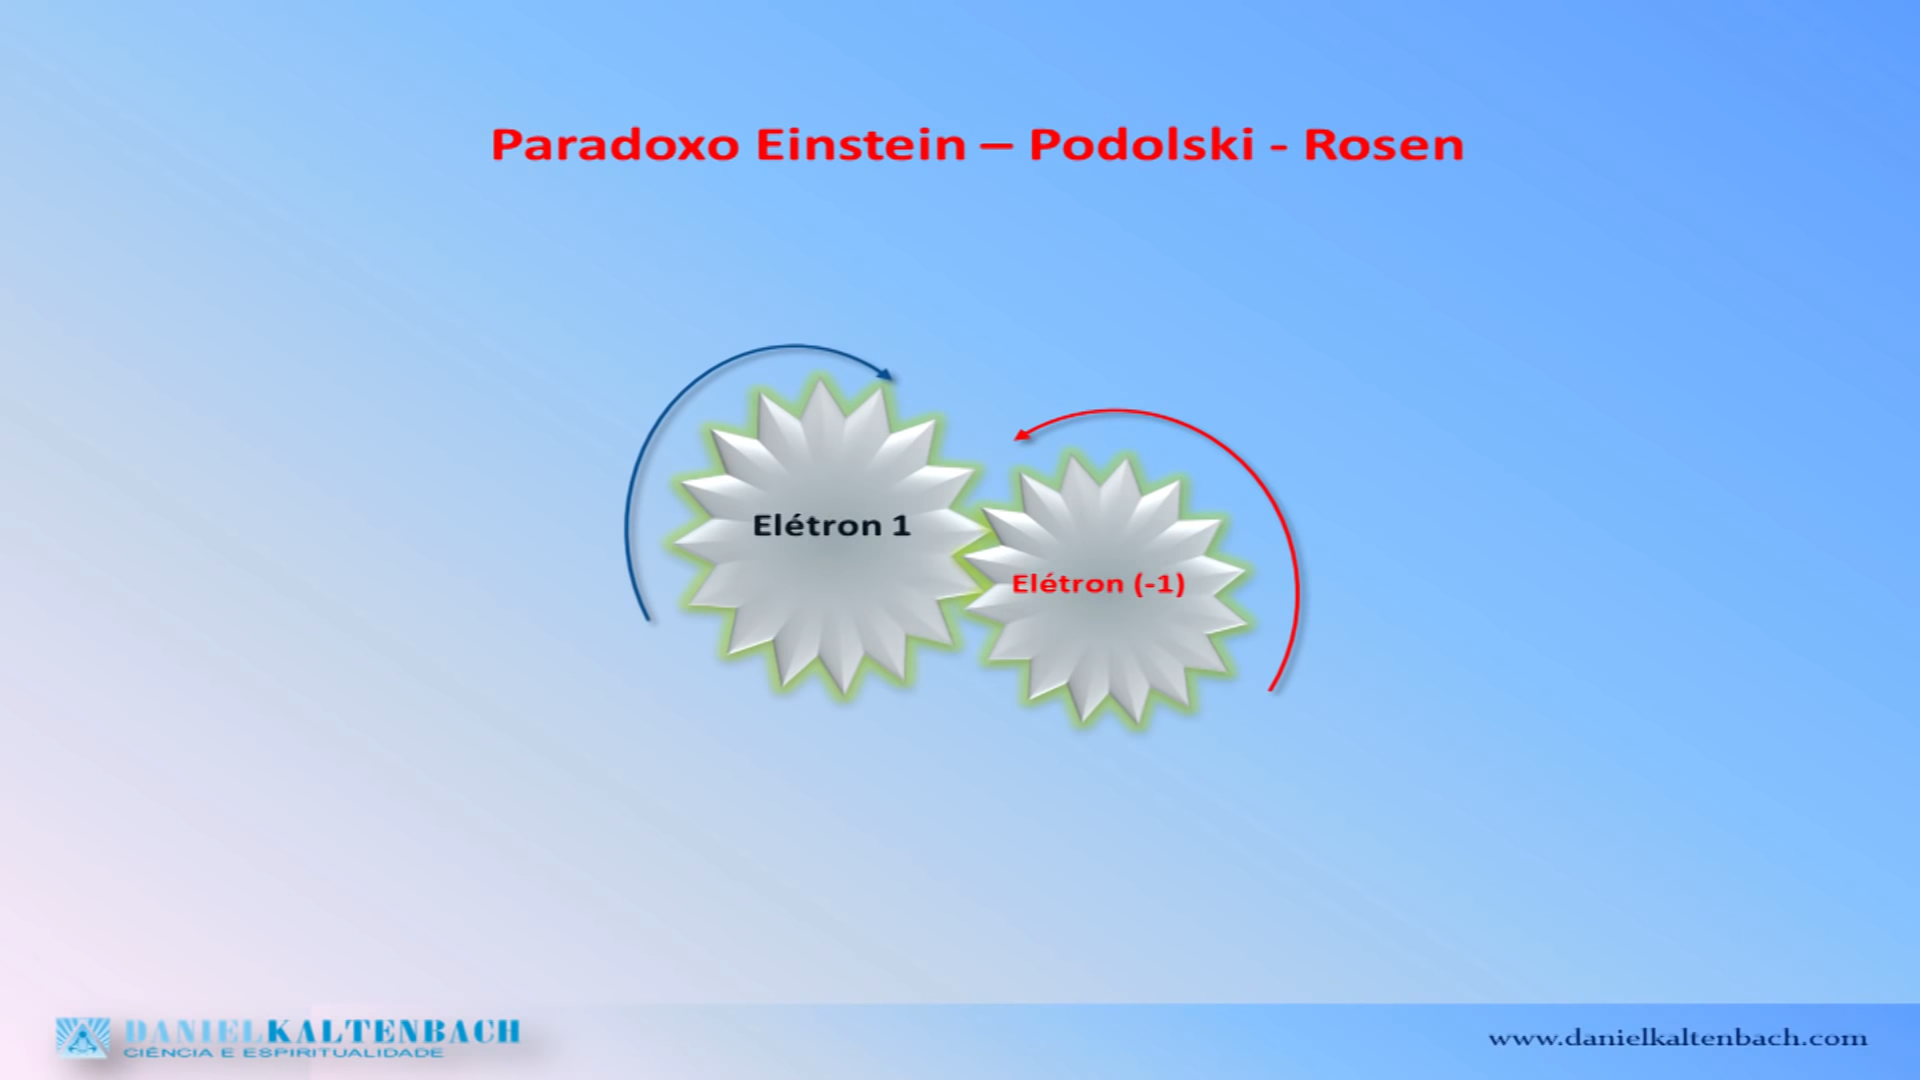 Paradoxo Einstein – Podolski - Rosen
Elétron 1
Elétron (-1)
DANIELKALTENBACH
CIÊNCIA E ESPIRITUALIDADE
www.danielkaltenbach.com